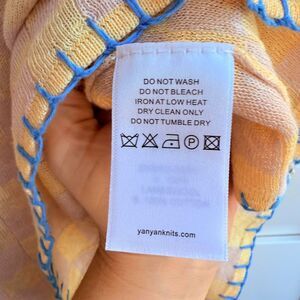 DO NOT WASH
DO NOT BLEACH
IRON AT LOW HEAT
DRY CLEAN ONLY
DO NOT TUMBLE DRY
P
yanyanknits.com